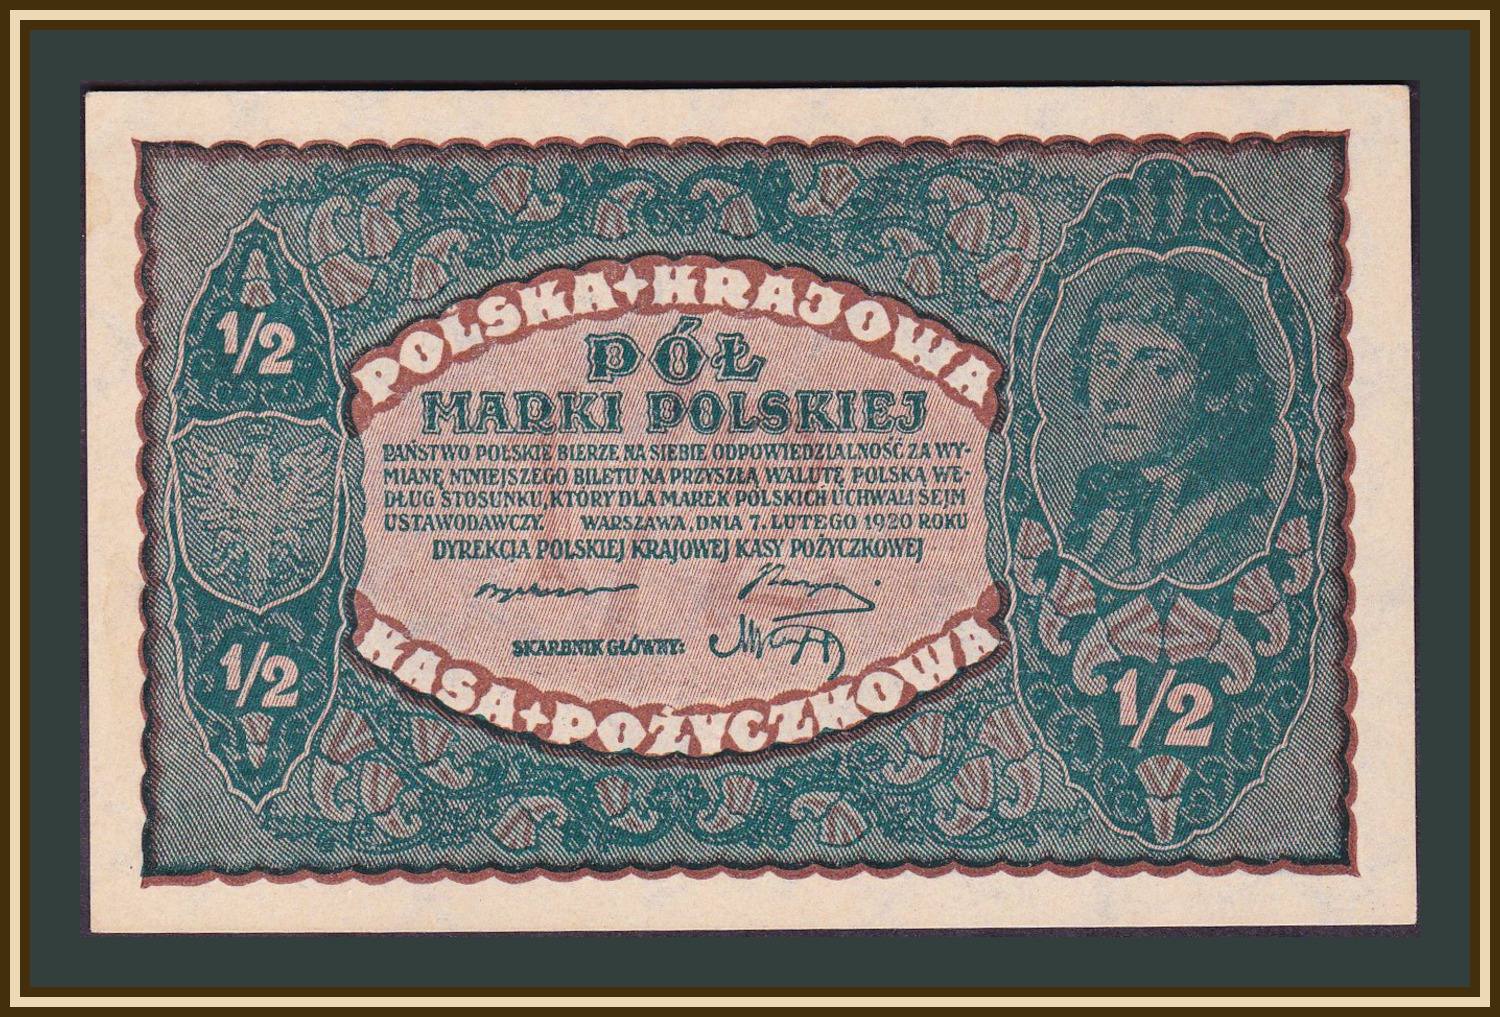 POLSKA + KRAJOWA
1/2
PÓŁ
MARKI POLSKIEJ
PAŃSTWO POLSKIE BIERZE NA SIEBIE ODPOWIEDZIALNOŚĆ ZA WY-
MIANĘ NINIEJSZEGO BILETU NA PRZYSZŁĄ WALUTĘ POLSKĄ WE-
DŁUG STOSUNKU, KTÓRY DLA MAREK POLSKICH UCHWALI SEJM
USTAWODAWCZY. WARSZAWA, DNIA 7. LUTEGO 1920 ROKU
DYREKCJA POLSKIEJ KRAJOWEJ KASY POŻYCZKOWEJ
SKARBNIK GŁÓWNY:
1/2
1/2
KASA + POŻYCZKOWA